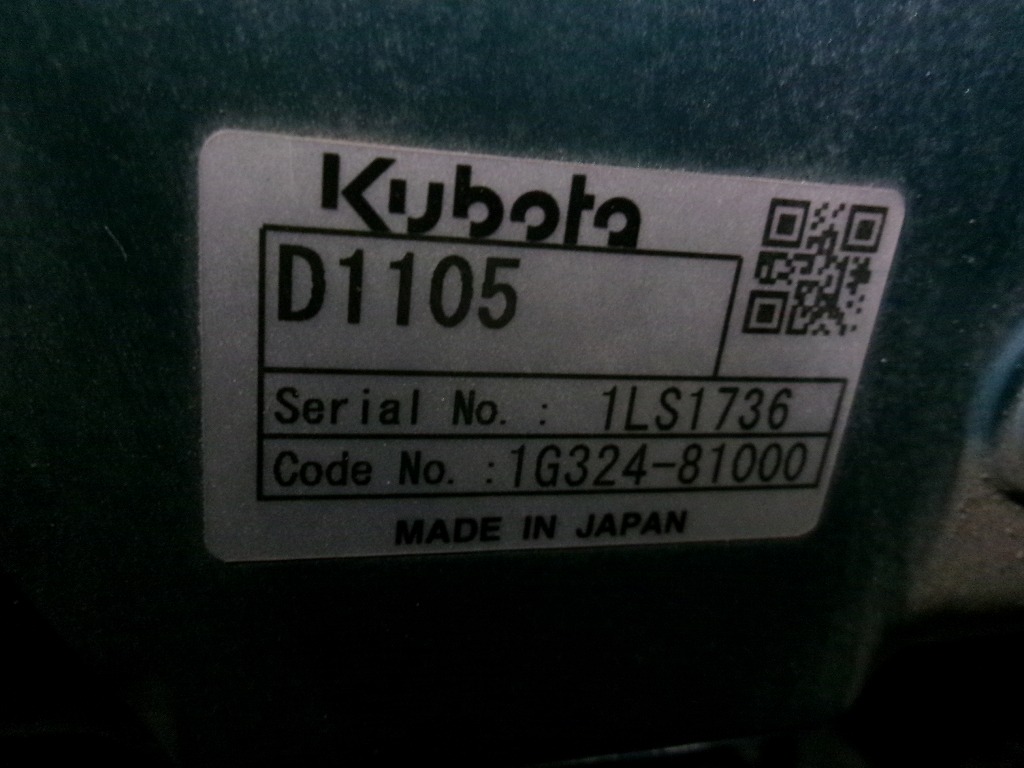 Kubota
D1105
Serial No. : 1LS1736
Code No. : 1G324-81000
MADE IN JAPAN